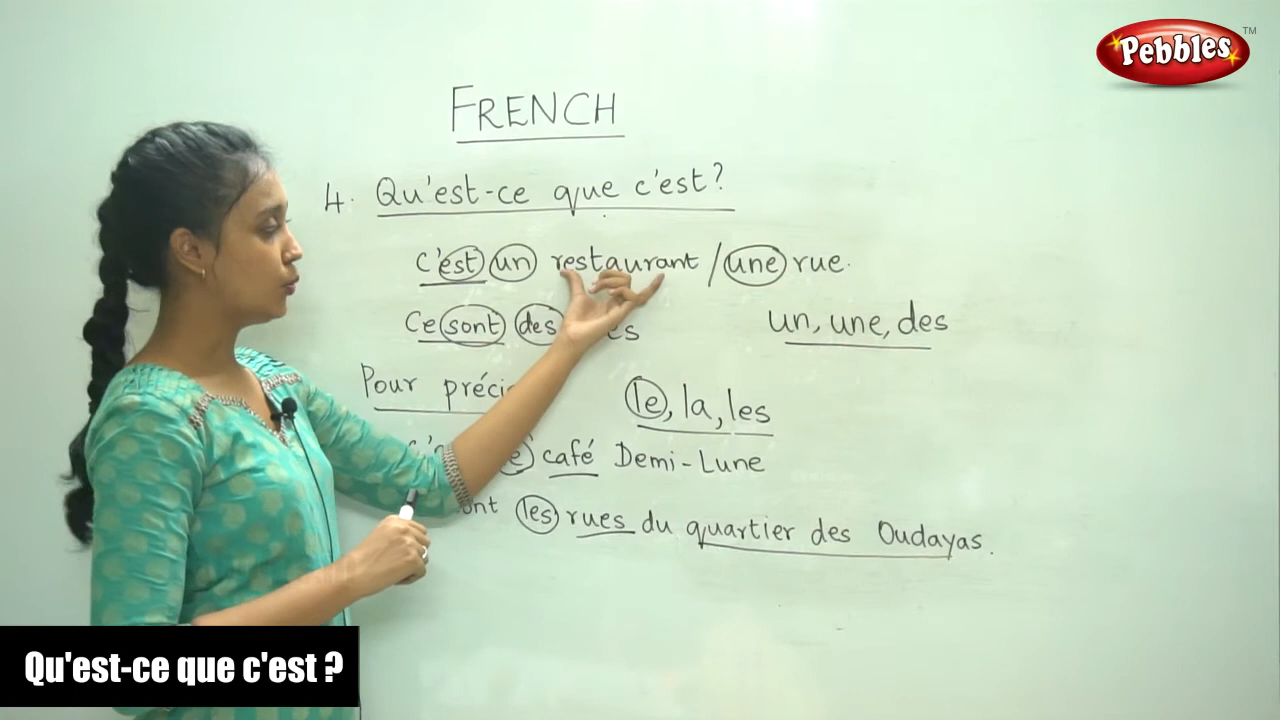 Pebbles TM
FRENCH
4. Qu'est-ce que c'est?
c'est un restaurant / une rue.
Ce sont des
un, une, des
Pour
le, la, les
café Demi-Lune
les rues du quartier des Oudayas.
Qu'est-ce que c'est ?